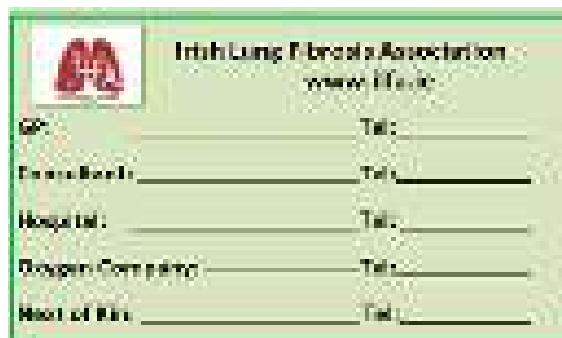 Irish Lung Fibrosis Association
www.ilfa.ie
GP: Tel:
Consultant: Tel:
Hospital: Tel:
Oxygen Company: Tel:
Next of Kin: Tel: